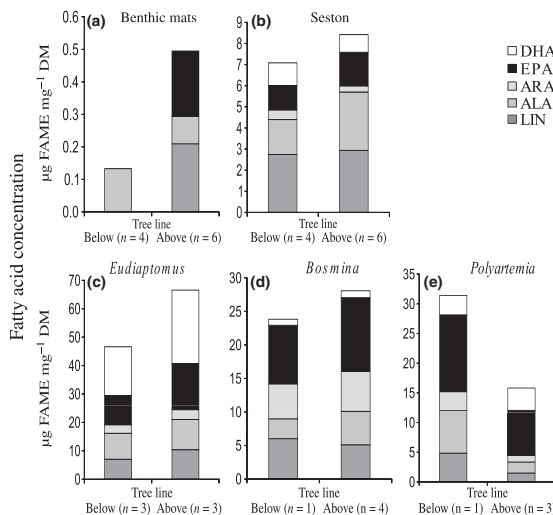 (a) Benthic mats
0.6
0.5
0.4
0.3
0.2
0.1
0.0
µg FAME mg⁻¹ DM
Tree line
Below (n = 4) Above (n = 6)
(b) Seston
9
8
7
6
5
4
3
2
1
0
Tree line
Below (n = 4) Above (n = 6)
DHA
EPA
ARA
ALA
LIN
Fatty acid concentration
(c) Eudiaptomus
70
60
50
40
30
20
10
0
µg FAME mg⁻¹ DM
Tree line
Below (n = 3) Above (n = 3)
(d) Bosmina
30
25
20
15
10
5
0
Tree line
Below (n = 1) Above (n = 4)
(e) Polyartemia
35
30
25
20
15
10
5
0
Tree line
Below (n = 1) Above (n = 3)